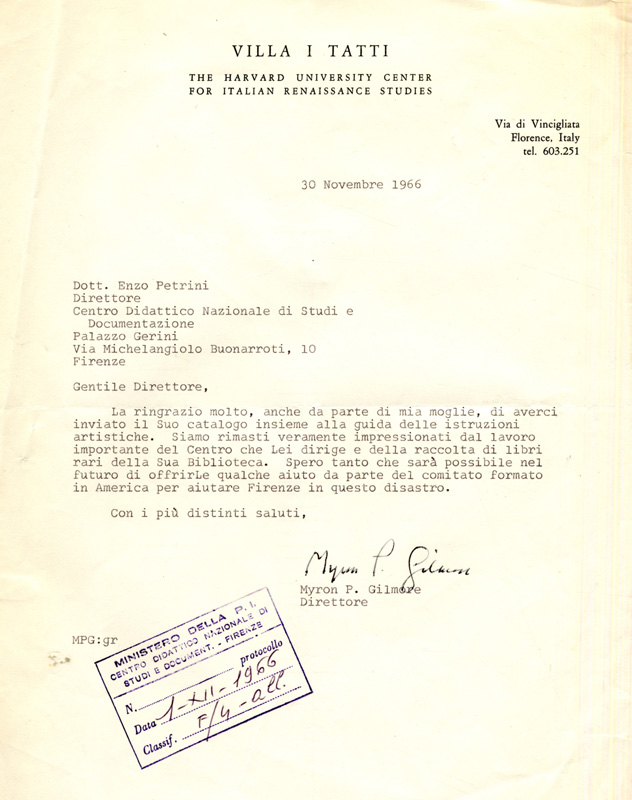 VILLA I TATTI
THE HARVARD UNIVERSITY CENTER
FOR ITALIAN RENAISSANCE STUDIES
Via di Vincigliata
Florence, Italy
tel. 603.251
30 Novembre 1966
Dott. Enzo Petrini
Direttore
Centro Didattico Nazionale di Studi e
Documentazione
Palazzo Gerini
Via Michelangiolo Buonarroti, 10
Firenze
Gentile Direttore,
La ringrazio molto, anche da parte di mia moglie, di averci
inviato il Suo catalogo insieme alla guida delle istruzioni
artistiche. Siamo rimasti veramente impressionati dal lavoro
importante del Centro che Lei dirige e della raccolta di libri
rari della Sua Biblioteca. Spero tanto che sarà possibile nel
futuro di offrirLe qualche aiuto da parte del comitato formato
in America per aiutare Firenze in questo disastro.
Con i più distinti saluti,
Myron P. Gilmore
Myron P. Gilmore
Direttore
MPG:gr
MINISTERO DELLA P. I.
CENTRO DIDATTICO NAZIONALE DI
STUDI E DOCUMENT. - FIRENZE
N. protocollo
Data 1-XII-1966
Classif. F/4-all.